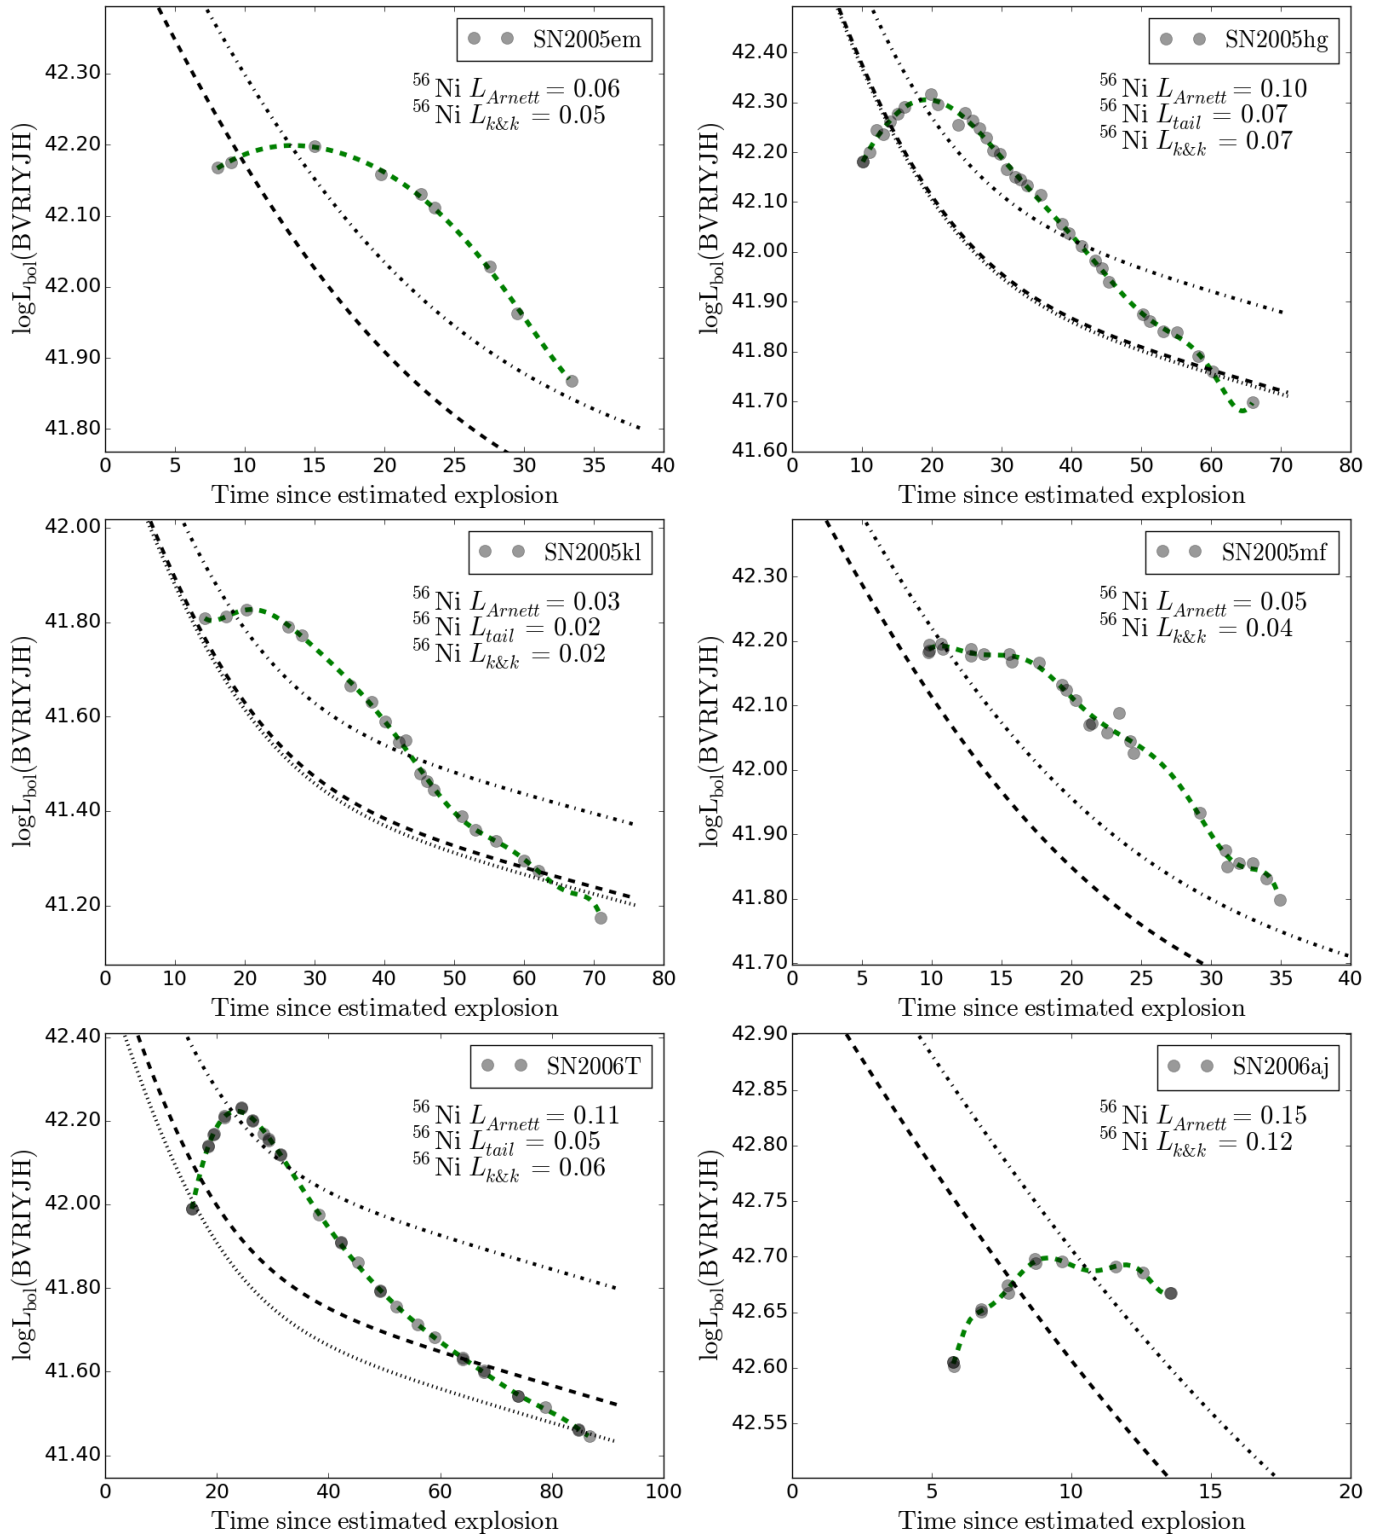 SN2005em
⁵⁶Ni L_Arnett = 0.06
⁵⁶Ni L_k&k = 0.05
logL_bol(BVRIYJH)
42.30
42.20
42.10
42.00
41.90
41.80
0 5 10 15 20 25 30 35 40
Time since estimated explosion
SN2005hg
⁵⁶Ni L_Arnett = 0.10
⁵⁶Ni L_tail = 0.07
⁵⁶Ni L_k&k = 0.07
logL_bol(BVRIYJH)
42.40
42.30
42.20
42.10
42.00
41.90
41.80
41.70
41.60
0 10 20 30 40 50 60 70 80
Time since estimated explosion
SN2005kl
⁵⁶Ni L_Arnett = 0.03
⁵⁶Ni L_tail = 0.02
⁵⁶Ni L_k&k = 0.02
logL_bol(BVRIYJH)
42.00
41.80
41.60
41.40
41.20
0 10 20 30 40 50 60 70 80
Time since estimated explosion
SN2005mf
⁵⁶Ni L_Arnett = 0.05
⁵⁶Ni L_k&k = 0.04
logL_bol(BVRIYJH)
42.30
42.20
42.10
42.00
41.90
41.80
41.70
0 5 10 15 20 25 30 35 40
Time since estimated explosion
SN2006T
⁵⁶Ni L_Arnett = 0.11
⁵⁶Ni L_tail = 0.05
⁵⁶Ni L_k&k = 0.06
logL_bol(BVRIYJH)
42.40
42.20
42.00
41.80
41.60
41.40
0 20 40 60 80 100
Time since estimated explosion
SN2006aj
⁵⁶Ni L_Arnett = 0.15
⁵⁶Ni L_k&k = 0.12
logL_bol(BVRIYJH)
42.90
42.85
42.80
42.75
42.70
42.65
42.60
42.55
0 5 10 15 20
Time since estimated explosion